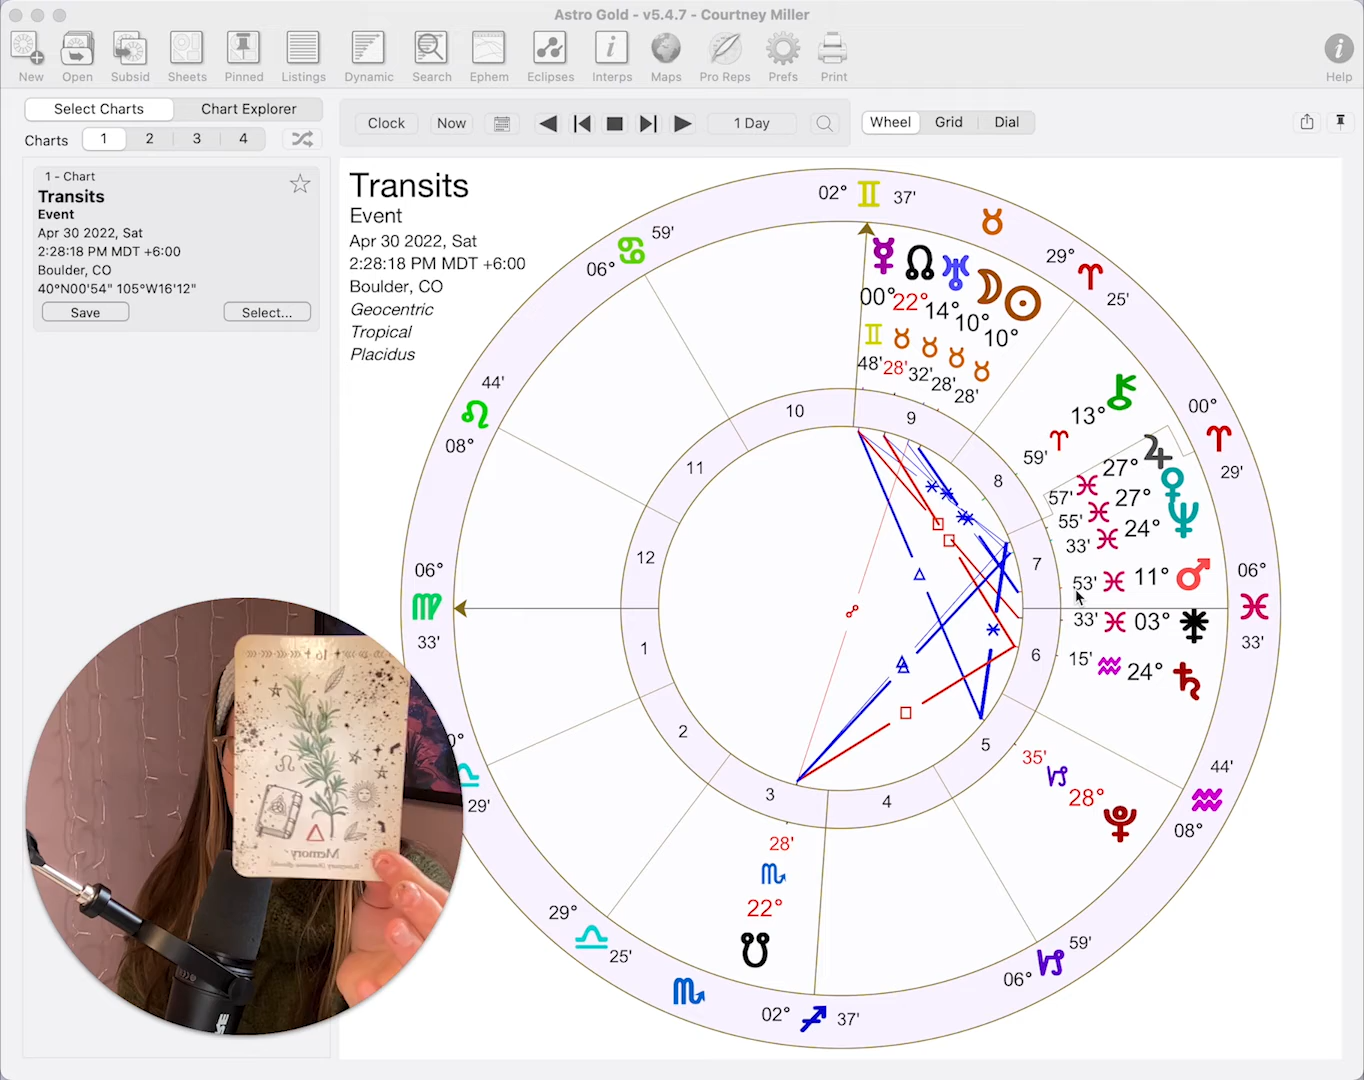 Astro Gold - v5.4.7 - Courtney Miller
New Open Subsid Sheets Pinned Listings Dynamic Search Ephem Eclipses Interps Maps Pro Reps Prefs Print Help
Select Charts Chart Explorer
Charts 1 2 3 4
Clock Now 1 Day Wheel Grid Dial
1 - Chart
Transits
Event
Apr 30 2022, Sat
2:28:18 PM MDT +6:00
Boulder, CO
40°N00'54" 105°W16'12"
Save Select...
Transits
Event
Apr 30 2022, Sat
2:28:18 PM MDT +6:00
Boulder, CO
Geocentric
Tropical
Placidus
02° ♊ 37'
♉
29° ♈ 25'
00° ♈ 29'
06° ♓ 33'
44' ♒ 08°
59' ♑ 06°
02° ♐ 37'
♏
29° ♎ 25'
0° ♎ 29'
06° ♍ 33'
44' ♌ 08°
06° ♋ 59'
☿ 00° ♊ 48'
☊ 22° ♉ 28'
♅ 14° ♉ 32'
☽ 10° ♉ 28'
☉ 10° ♉ 28'
13° ♈ 59'
♃ 27° ♓ 57'
♀ 27° ♓ 55'
♆ 24° ♓ 33'
53' ♓ 11° ♂
33' ♓ 03°
15' ♒ 24° ♄
35' ♑ 28°
28' ♏ 22° ☋
10 9 8 7 6 5 4 3 2 1 12 11
16
Memory